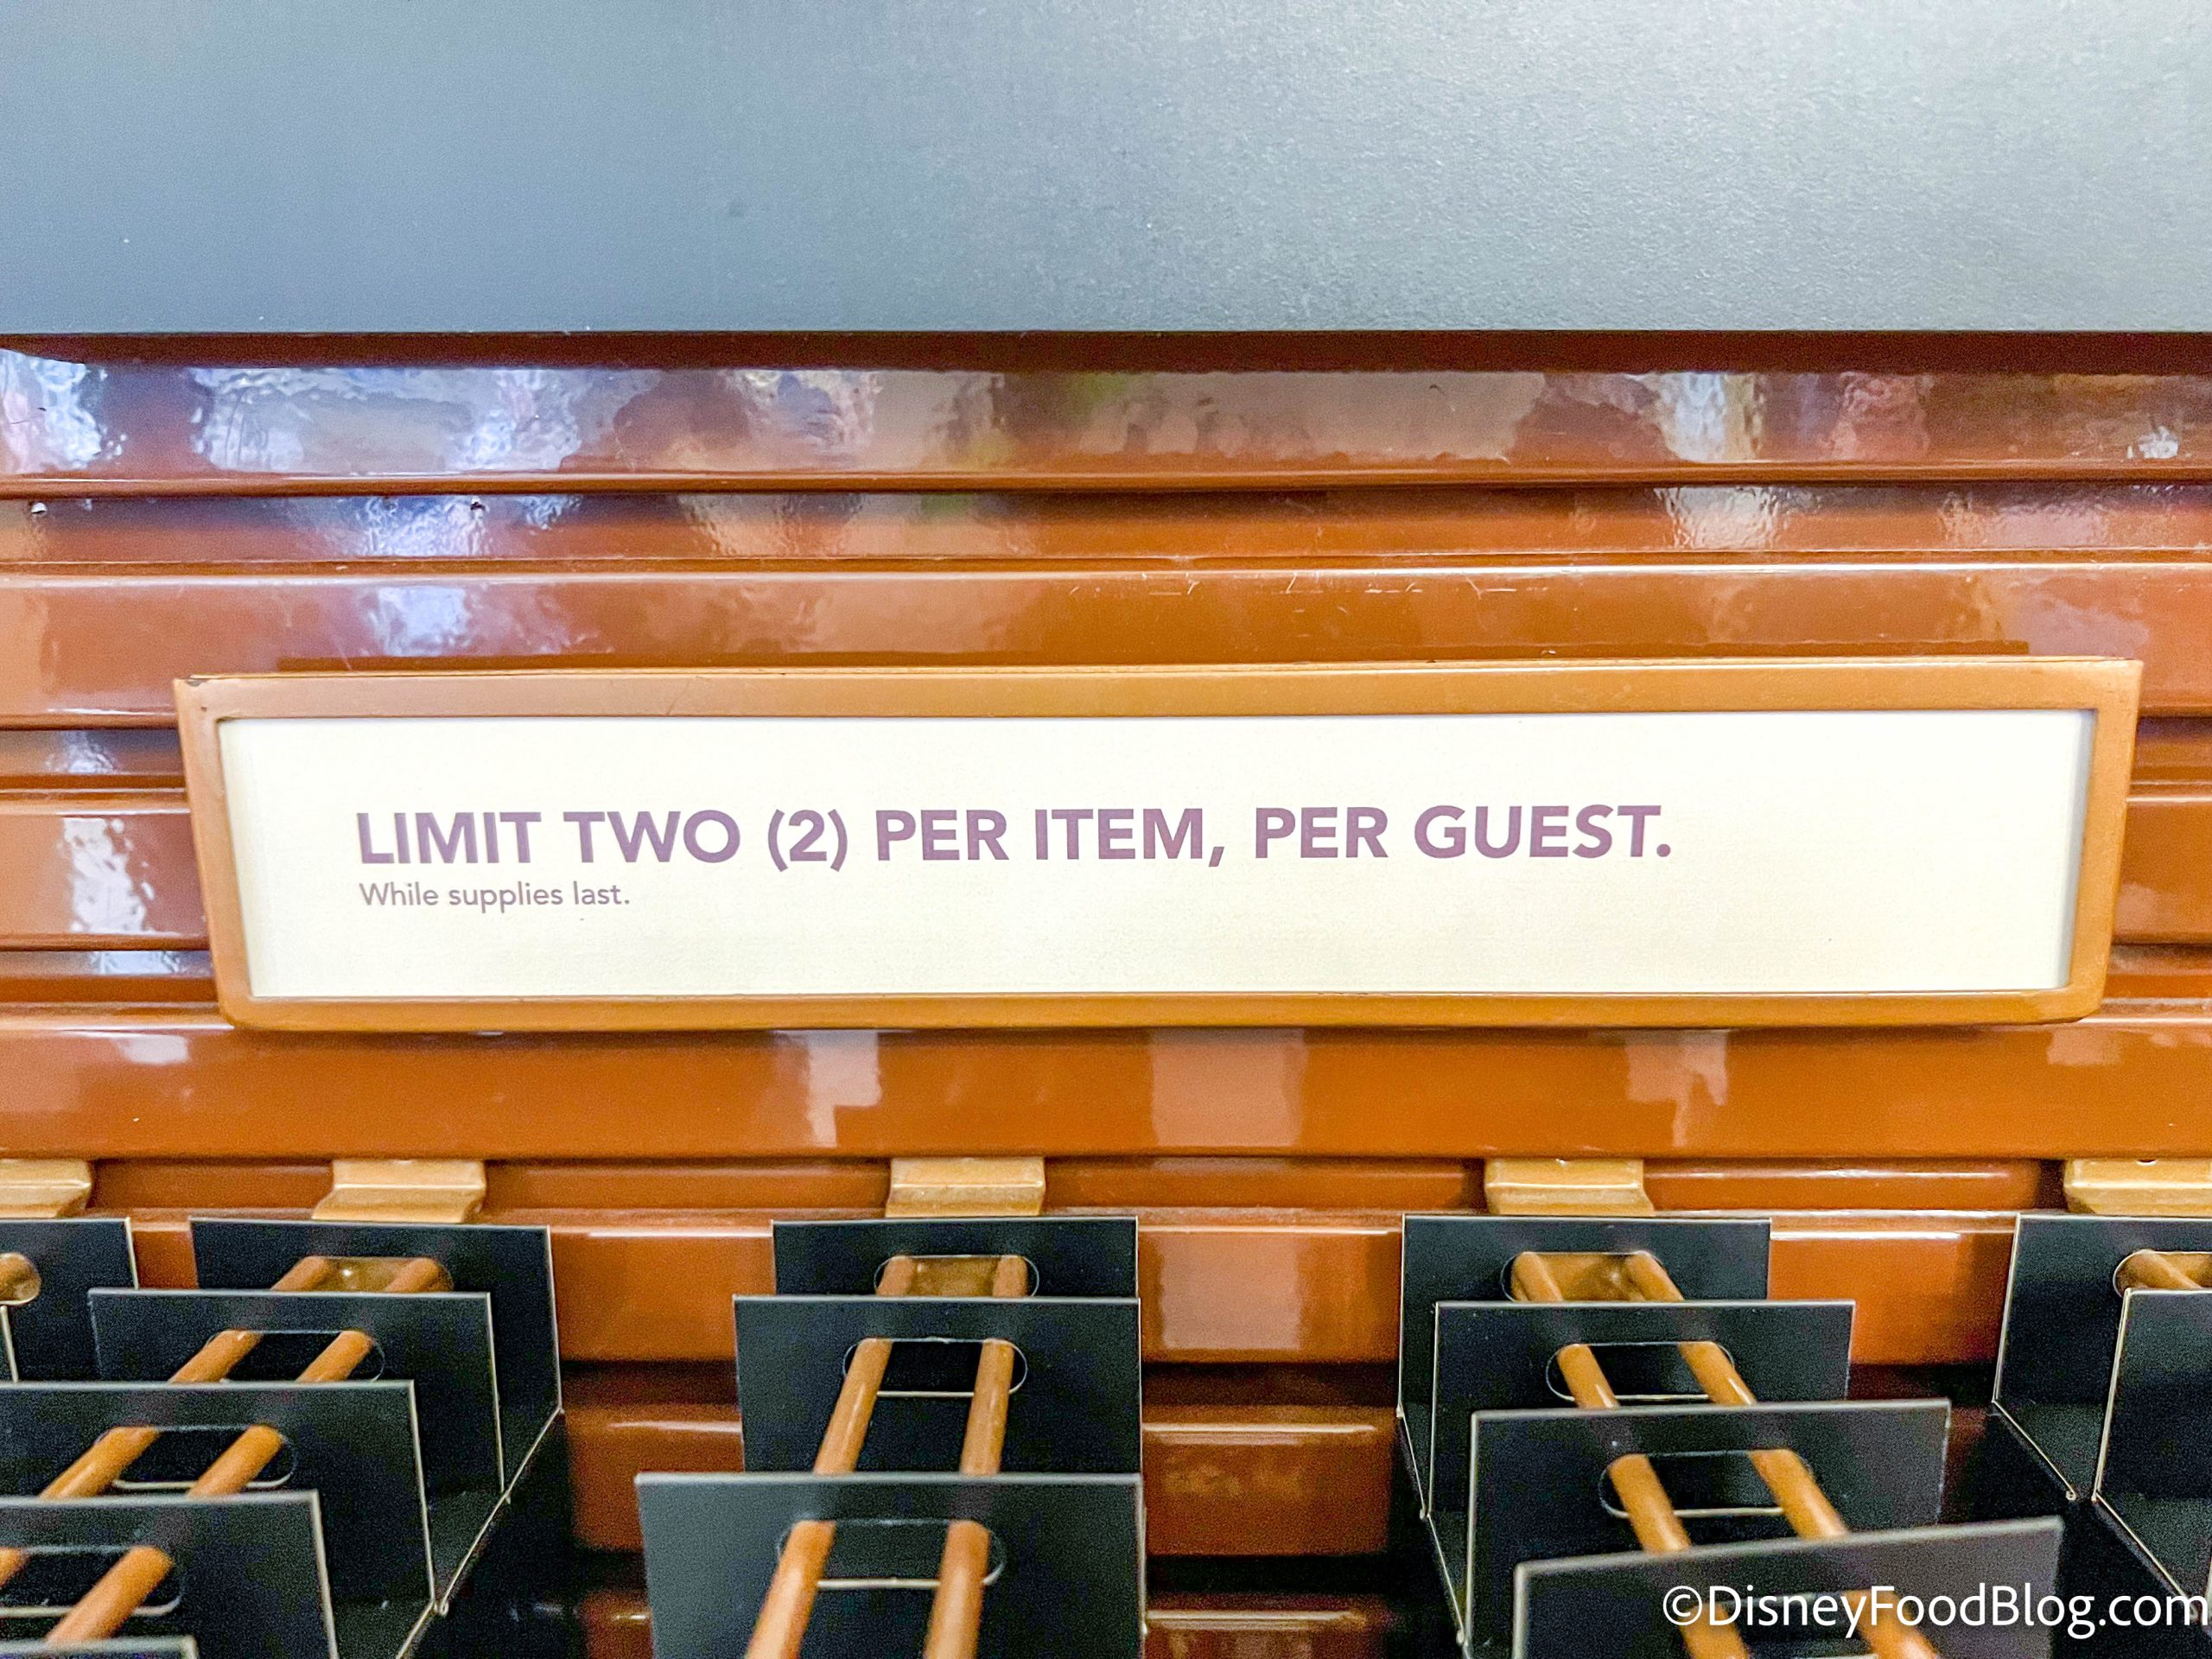 LIMIT TWO (2) PER ITEM, PER GUEST.
While supplies last.
©DisneyFoodBlog.com